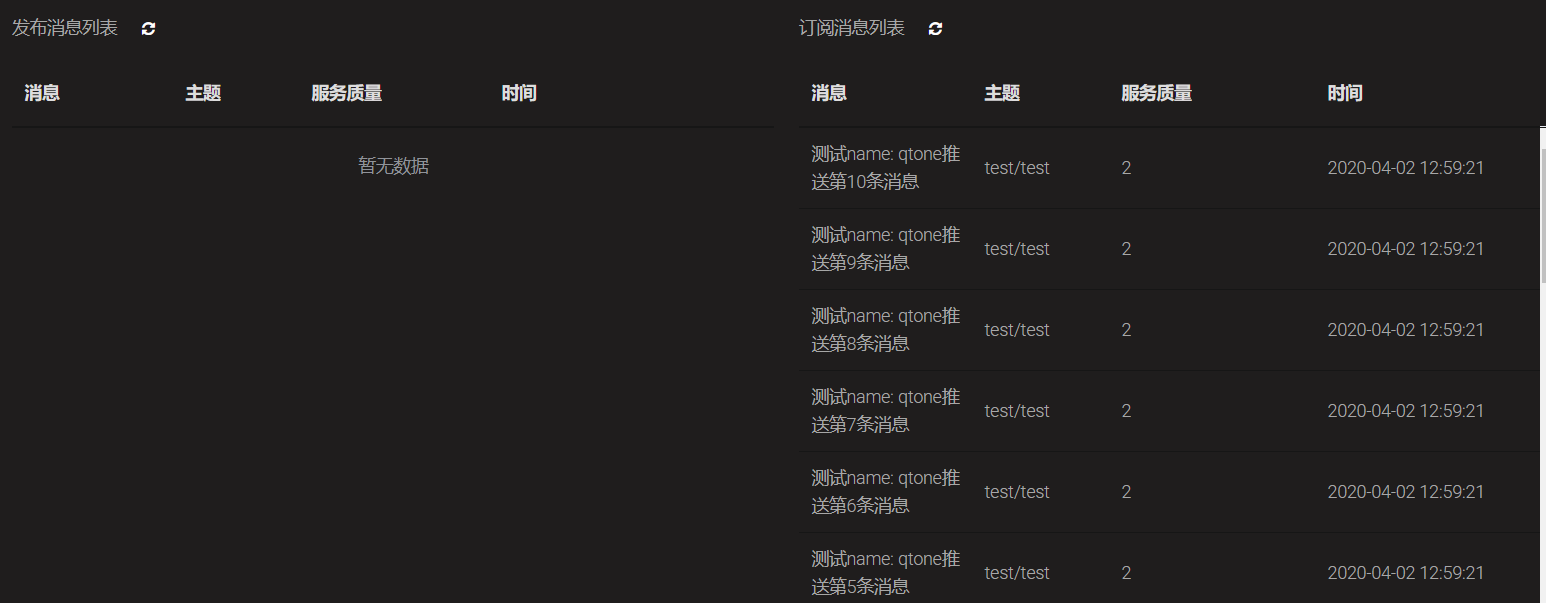 发布消息列表
消息 主题 服务质量 时间
暂无数据
订阅消息列表
消息 主题 服务质量 时间
测试name: qtone推
送第10条消息
test/test 2 2020-04-02 12:59:21
测试name: qtone推
送第9条消息
test/test 2 2020-04-02 12:59:21
测试name: qtone推
送第8条消息
test/test 2 2020-04-02 12:59:21
测试name: qtone推
送第7条消息
test/test 2 2020-04-02 12:59:21
测试name: qtone推
送第6条消息
test/test 2 2020-04-02 12:59:21
测试name: qtone推
送第5条消息
test/test 2 2020-04-02 12:59:21